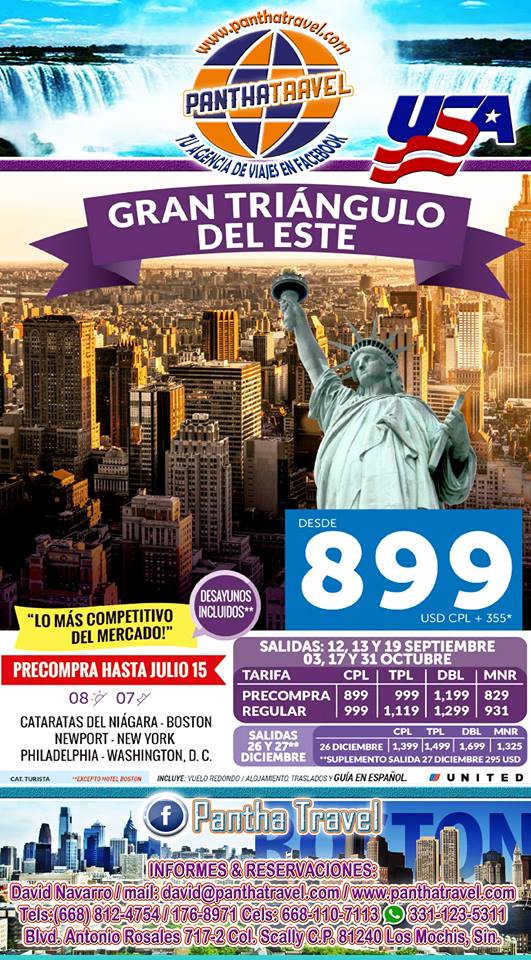 www.panthatravel.com
PANTHATRAVEL
TU AGENCIA DE VIAJES EN FACEBOOK
USA
GRAN TRIÁNGULO
DEL ESTE
DESDE
899
USD CPL + 355*
DESAYUNOS
INCLUIDOS**
"LO MÁS COMPETITIVO
DEL MERCADO!"
PRECOMPRA HASTA JULIO 15
08 07
CATARATAS DEL NIÁGARA - BOSTON
NEWPORT - NEW YORK
PHILADELPHIA - WASHINGTON, D. C.
SALIDAS: 12, 13 Y 19 SEPTIEMBRE
03, 17 Y 31 OCTUBRE
TARIFA CPL TPL DBL MNR
PRECOMPRA 899 999 1,199 829
REGULAR 999 1,119 1,299 931
SALIDAS
26 Y 27**
DICIEMBRE
CPL TPL DBL MNR
26 DICIEMBRE 1,399 1,499 1,699 1,325
**SUPLEMENTO SALIDA 27 DICIEMBRE 295 USD
CAT. TURISTA **EXCEPTO HOTEL BOSTON INCLUYE: VUELO REDONDO / ALOJAMIENTO, TRASLADOS Y GUÍA EN ESPAÑOL. UNITED
f Pantha Travel
BOSTON
INFORMES & RESERVACIONES:
David Navarro / mail: david@panthatravel.com / www.panthatravel.com
Tels:(668) 812-4754 / 176-8971 Cels: 668-110-7113 331-123-5311
Blvd. Antonio Rosales 717-2 Col. Scally C.P. 81240 Los Mochis, Sin.